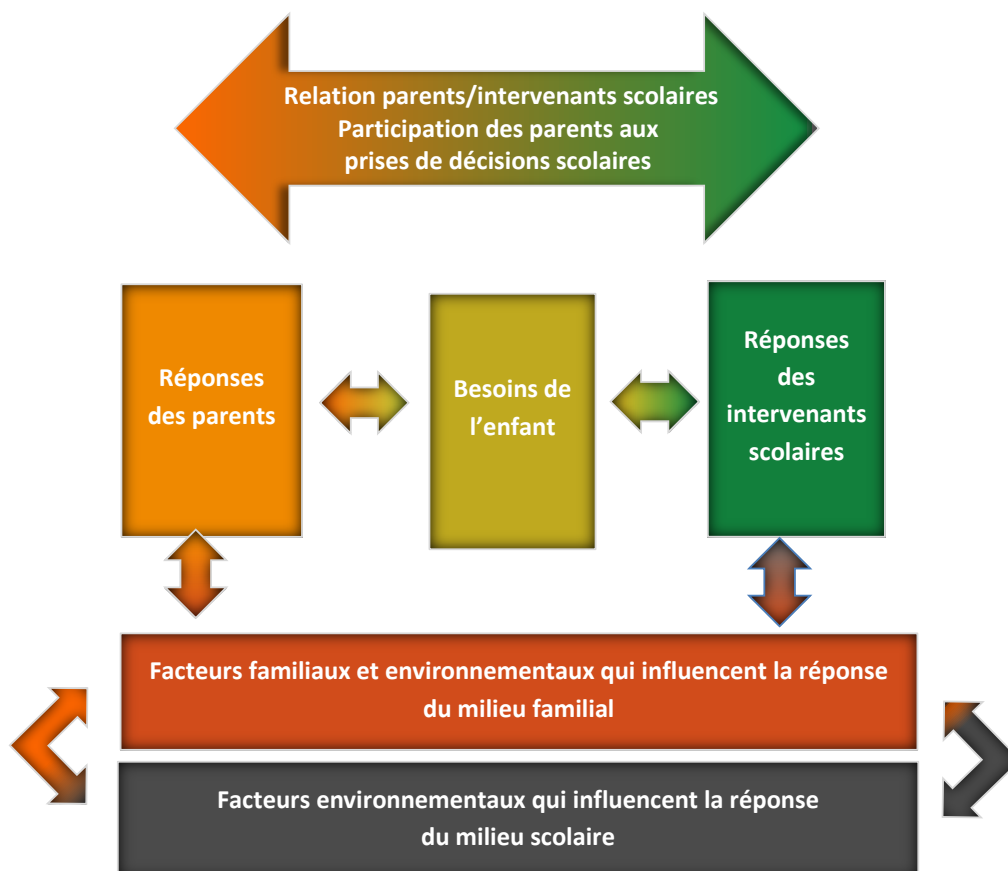 Relation parents/intervenants scolaires
Participation des parents aux
prises de décisions scolaires
Réponses
des parents
Besoins de
l’enfant
Réponses
des
intervenants
scolaires
Facteurs familiaux et environnementaux qui influencent la réponse
du milieu familial
Facteurs environnementaux qui influencent la réponse
du milieu scolaire